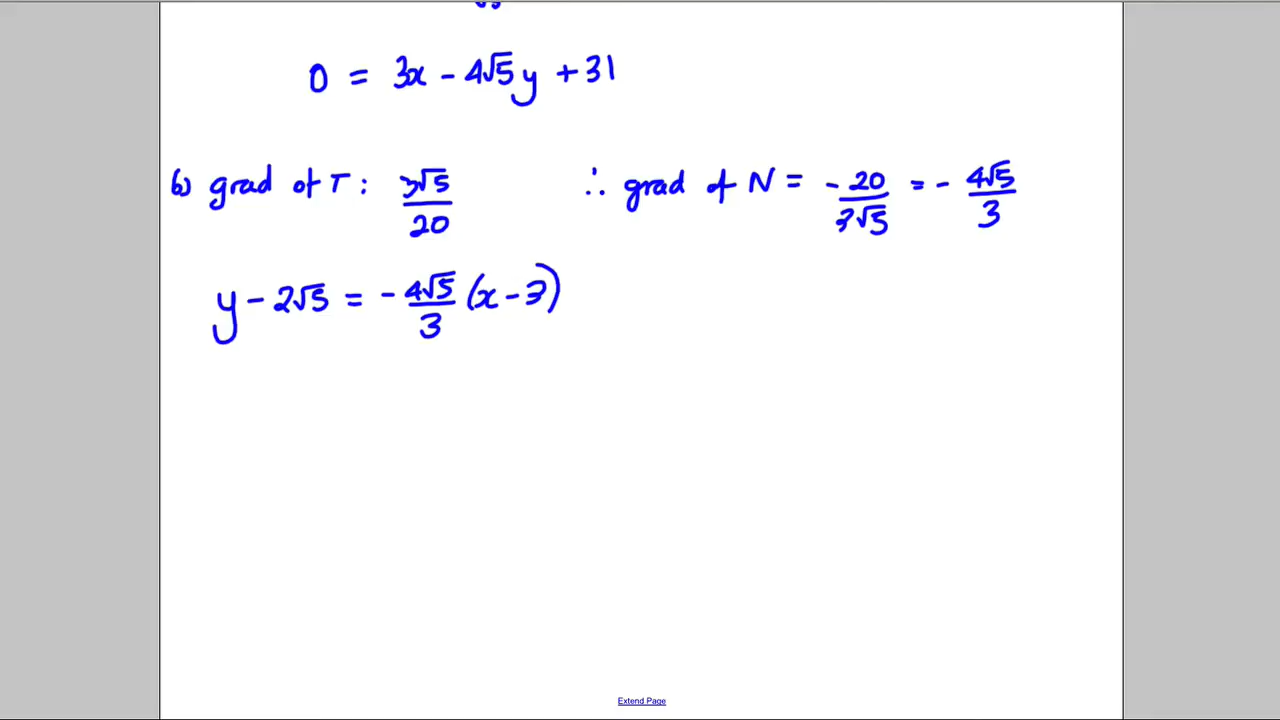 0 = 3x - 4√5y + 31
b) grad of T: 3√5/20 ∴ grad of N = - 20/3√5 = - 4√5/3
y - 2√5 = - 4√5/3 (x - 3)
Extend Page